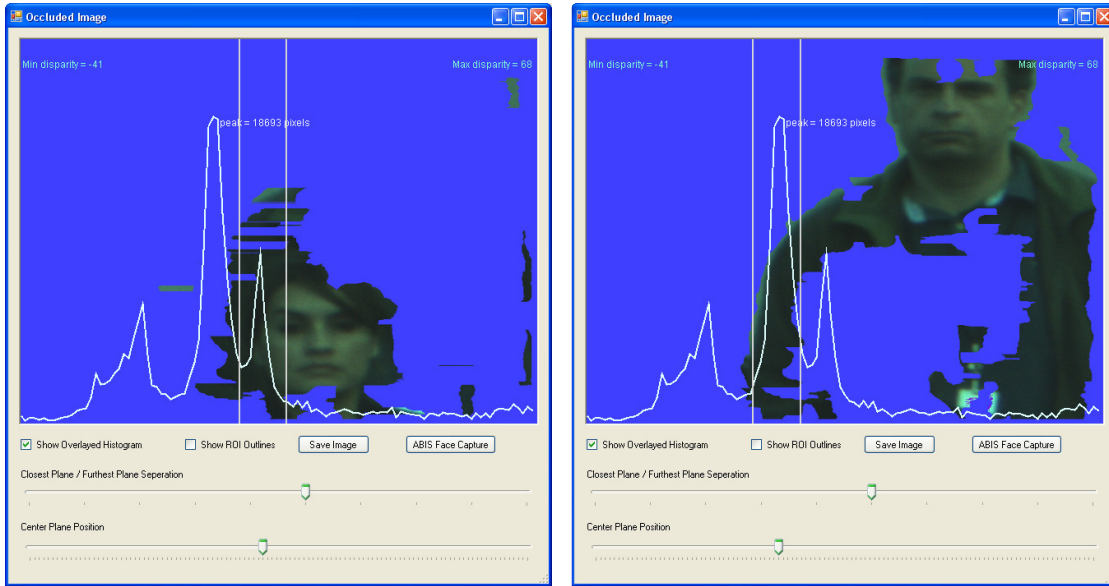 Occluded Image
Min disparity = -41
Max disparity = 68
peak = 18693 pixels
Show Overlayed Histogram
Show ROI Outlines
Save Image
ABIS Face Capture
Closest Plane / Furthest Plane Seperation
Center Plane Position
Occluded Image
Min disparity = -41
Max disparity = 68
peak = 18693 pixels
Show Overlayed Histogram
Show ROI Outlines
Save Image
ABIS Face Capture
Closest Plane / Furthest Plane Seperation
Center Plane Position